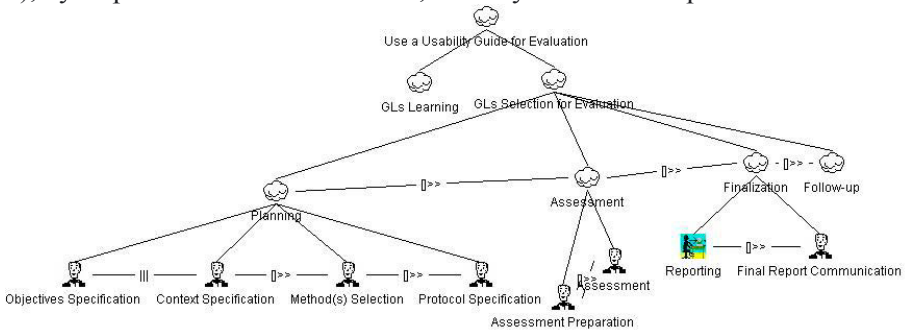 Use a Usability Guide for Evaluation
GLs Learning
GLs Selection for Evaluation
[]>>
[]>>
- []>> -
Planning
Assessment
Finalization
Follow-up
|||
[]>>
[]>>
[]>>
[]>>
Objectives Specification
Context Specification
Method(s) Selection
Protocol Specification
Assessment
Reporting
Final Report Communication
Assessment Preparation